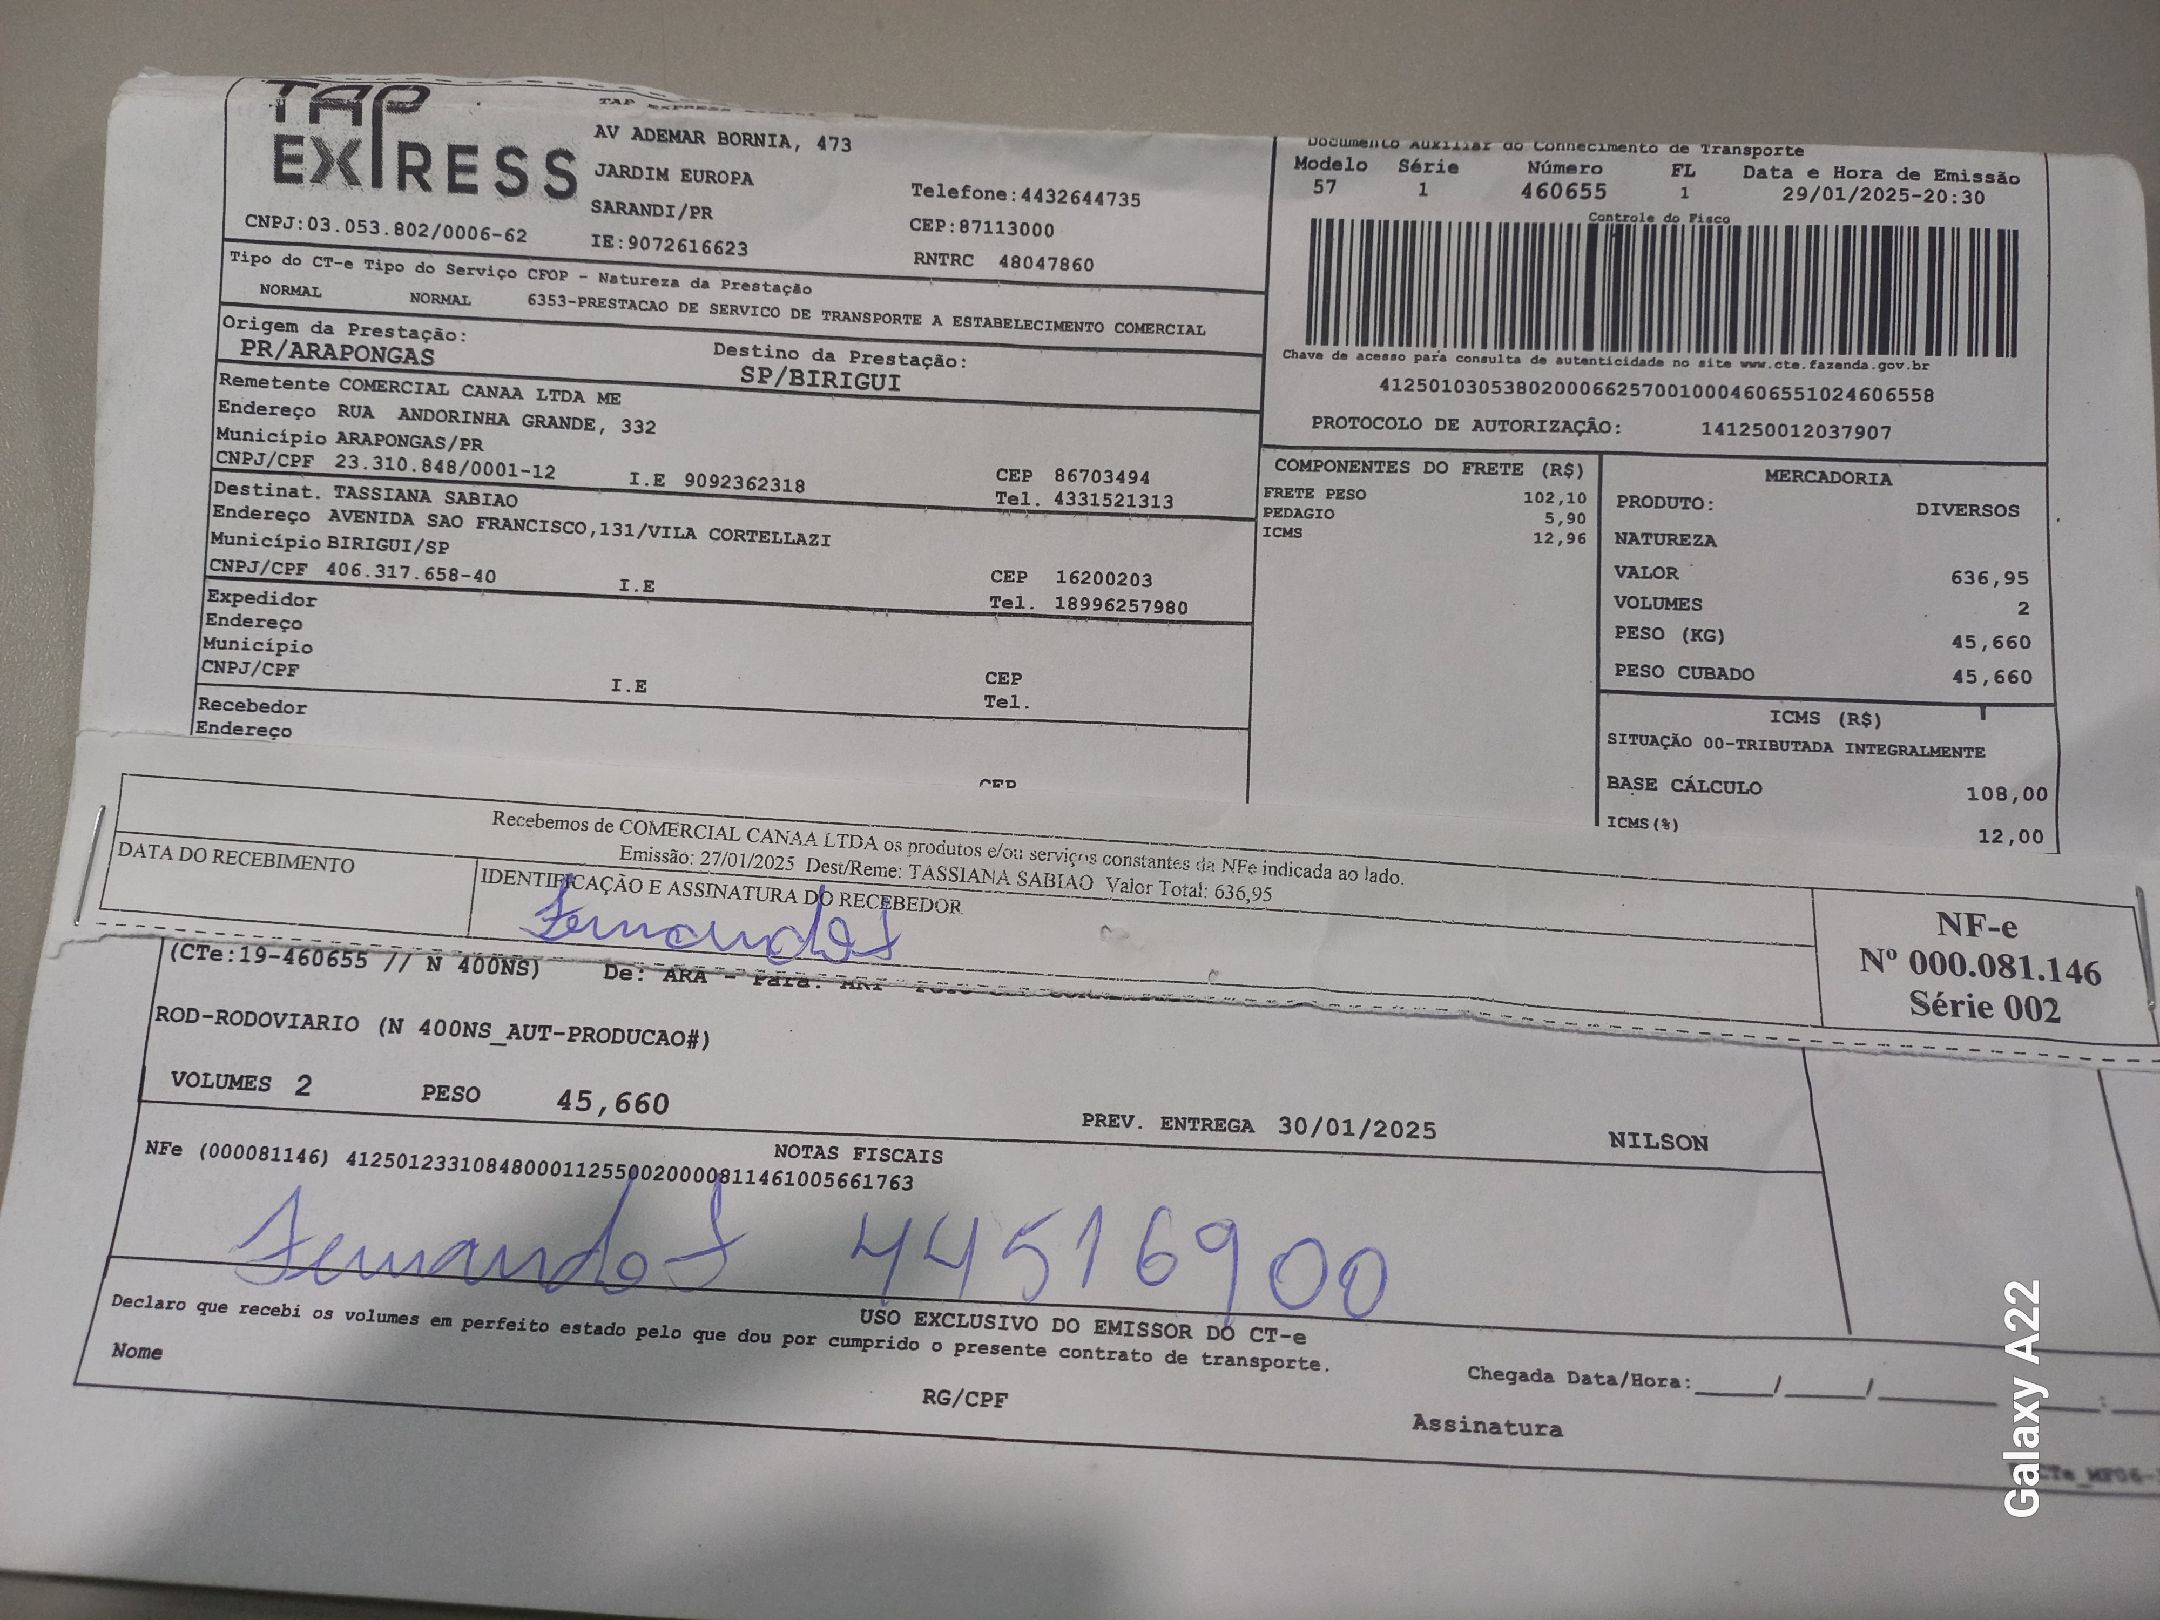 TAP EXPRESS
TAP EXPRESS
AV ADEMAR BORNIA, 473
JARDIM EUROPA
SARANDI/PR
IE:9072616623
CNPJ:03.053.802/0006-62
Telefone:4432644735
CEP:87113000
RNTRC 48047860
Documento Auxiliar do Conhecimento de Transporte
Modelo Série Número FL Data e Hora de Emissão
57 1 460655 1 29/01/2025-20:30
Controle do Fisco
Chave de acesso para consulta de autenticidade no site www.cte.fazenda.gov.br
41250103053802000662570010004606551024606558
PROTOCOLO DE AUTORIZAÇÃO: 141250012037907
Tipo do CT-e Tipo do Serviço CFOP - Natureza da Prestação
NORMAL NORMAL 6353-PRESTACAO DE SERVICO DE TRANSPORTE A ESTABELECIMENTO COMERCIAL
Origem da Prestação:
PR/ARAPONGAS
Destino da Prestação:
SP/BIRIGUI
Remetente COMERCIAL CANAA LTDA ME
Endereço RUA ANDORINHA GRANDE, 332
Município ARAPONGAS/PR
CNPJ/CPF 23.310.848/0001-12 I.E 9092362318
CEP 86703494
Tel. 4331521313
Destinat. TASSIANA SABIAO
Endereço AVENIDA SAO FRANCISCO,131/VILA CORTELLAZI
Município BIRIGUI/SP
CNPJ/CPF 406.317.658-40 I.E
CEP 16200203
Tel. 18996257980
Expedidor
Endereço
Município
CNPJ/CPF I.E
CEP
Tel.
Recebedor
Endereço
CEP
COMPONENTES DO FRETE (R$)
FRETE PESO 102,10
PEDAGIO 5,90
ICMS 12,96
MERCADORIA
PRODUTO: DIVERSOS
NATUREZA
VALOR 636,95
VOLUMES 2
PESO (KG) 45,660
PESO CUBADO 45,660
ICMS (R$)
SITUAÇÃO 00-TRIBUTADA INTEGRALMENTE
BASE CÁLCULO 108,00
ICMS(%) 12,00
Recebemos de COMERCIAL CANAA LTDA os produtos e/ou serviços constantes da NFe indicada ao lado.
Emissão: 27/01/2025 Dest/Reme: TASSIANA SABIAO Valor Total: 636,95
DATA DO RECEBIMENTO
IDENTIFICAÇÃO E ASSINATURA DO RECEBEDOR
Fernando S
NF-e
Nº 000.081.146
Série 002
(CTe:19-460655 // N 400NS) De: ARA - Para:
ROD-RODOVIARIO (N 400NS_AUT-PRODUCAO#)
VOLUMES 2 PESO 45,660 PREV. ENTREGA 30/01/2025 NILSON
NOTAS FISCAIS
NFe (000081146) 41250123310848000112550020000811461005661763
Fernando S 44516900
USO EXCLUSIVO DO EMISSOR DO CT-e
Declaro que recebi os volumes em perfeito estado pelo que dou por cumprido o presente contrato de transporte.
Nome
RG/CPF
Chegada Data/Hora:_____/_____/________:
Assinatura
Galaxy A22